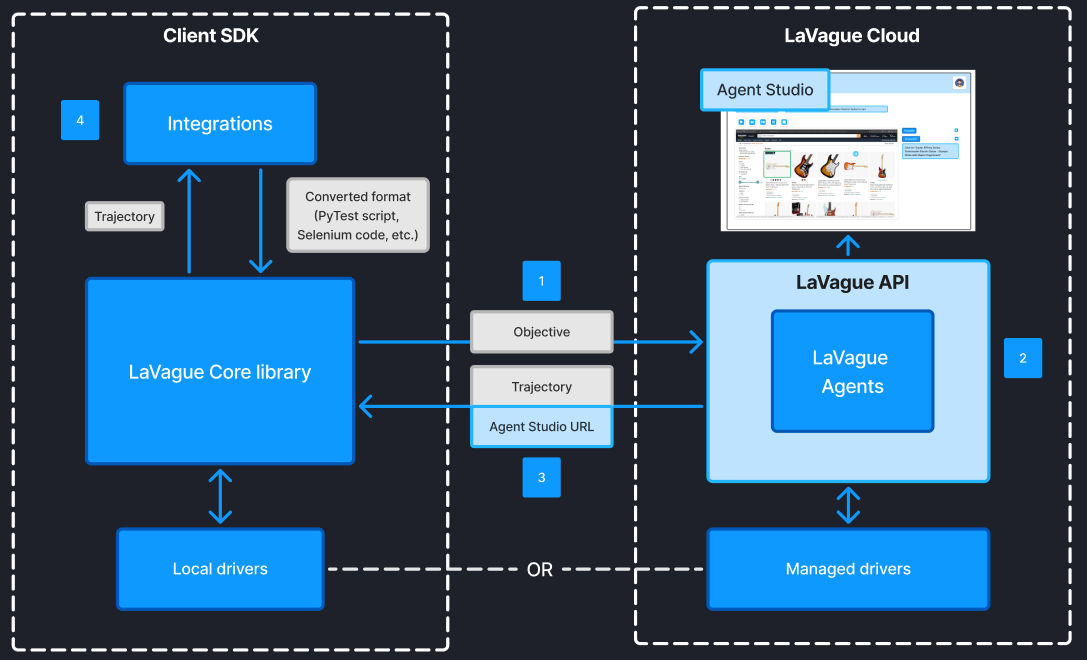 Client SDK
4
Integrations
Trajectory
Converted format
(PyTest script,
Selenium code, etc.)
LaVague Core library
Local drivers
1
Objective
Trajectory
Agent Studio URL
3
OR
LaVague Cloud
Agent Studio
LaVague API
LaVague
Agents
2
Managed drivers